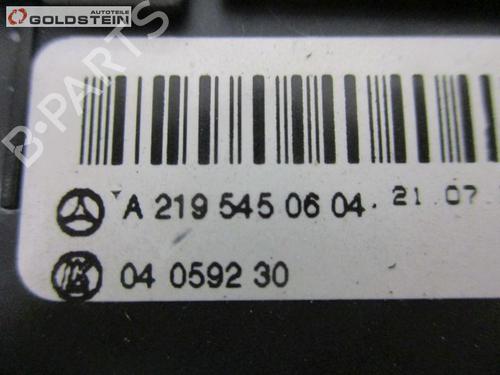 AUTOTEILE
GOLDSTEIN
B-PARTS
A 219 545 06 04 21 07
04 0592 30